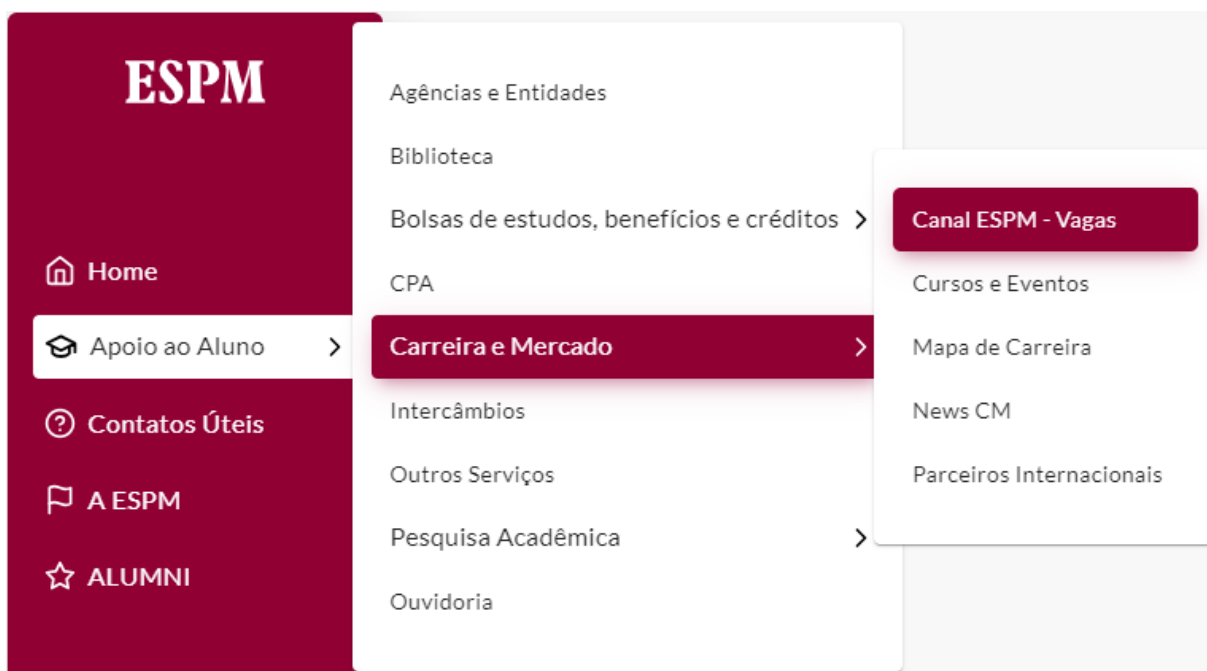 ESPM
Home
Apoio ao Aluno
Contatos Úteis
A ESPM
ALUMNI
Agências e Entidades
Biblioteca
Bolsas de estudos, benefícios e créditos
CPA
Carreira e Mercado
Intercâmbios
Outros Serviços
Pesquisa Acadêmica
Ouvidoria
Canal ESPM - Vagas
Cursos e Eventos
Mapa de Carreira
News CM
Parceiros Internacionais